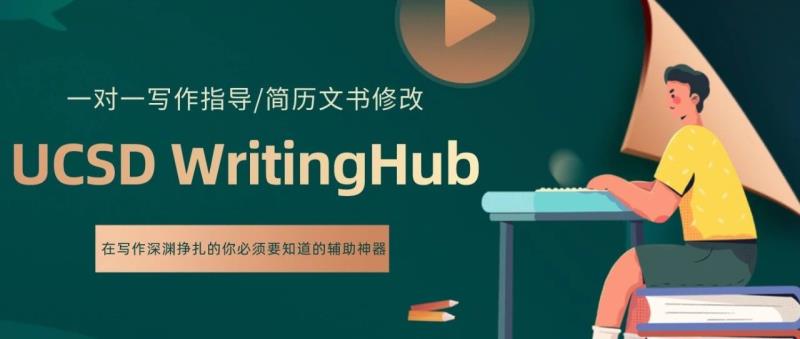 一对一写作指导/简历文书修改
UCSD WritingHub
在写作深渊挣扎的你必须要知道的辅助神器